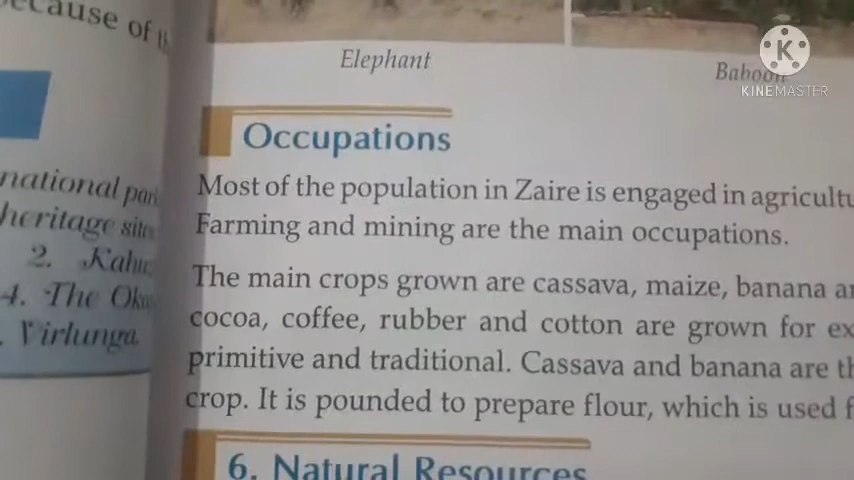 ecause of
Elephant
Baboon
KINEMASTER
Occupations
national
heritage
2.
4. The
Virlunga
Most of the population in Zaire is engaged in
Farming and mining are the main occupations.
The main crops grown are cassava, maize, banana
cocoa, coffee, rubber and cotton are grown for
primitive and traditional. Cassava and banana are
crop. It is pounded to prepare flour, which is used
6. Natural Resources